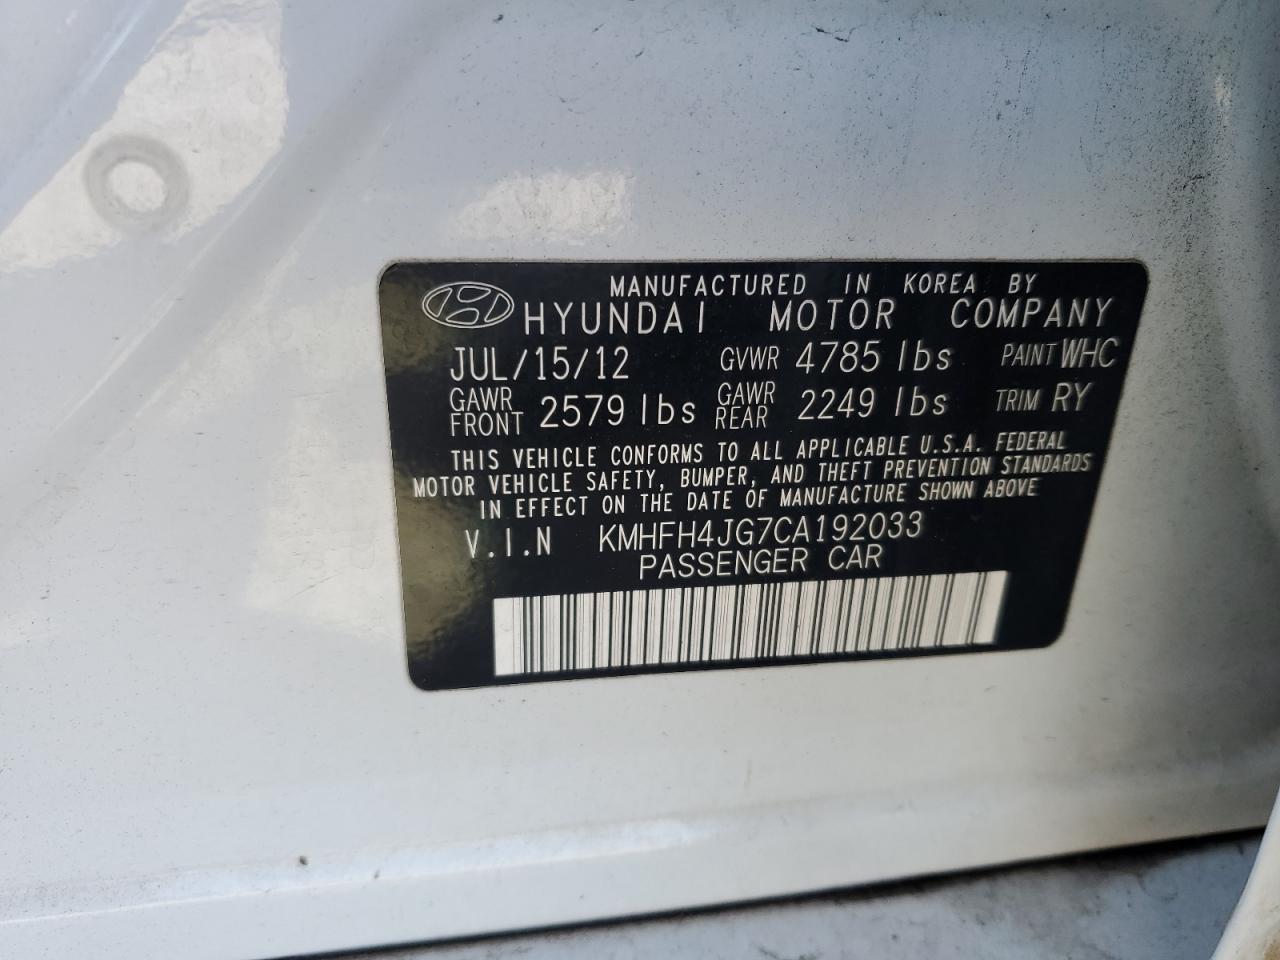 MANUFACTURED IN KOREA BY
HYUNDAI MOTOR COMPANY
JUL/15/12 GVWR 4785 lbs PAINT WHC
GAWR FRONT 2579 lbs GAWR REAR 2249 lbs TRIM RY
THIS VEHICLE CONFORMS TO ALL APPLICABLE U.S.A. FEDERAL
MOTOR VEHICLE SAFETY, BUMPER, AND THEFT PREVENTION STANDARDS
IN EFFECT ON THE DATE OF MANUFACTURE SHOWN ABOVE
V.I.N KMHFH4JG7CA192033
PASSENGER CAR